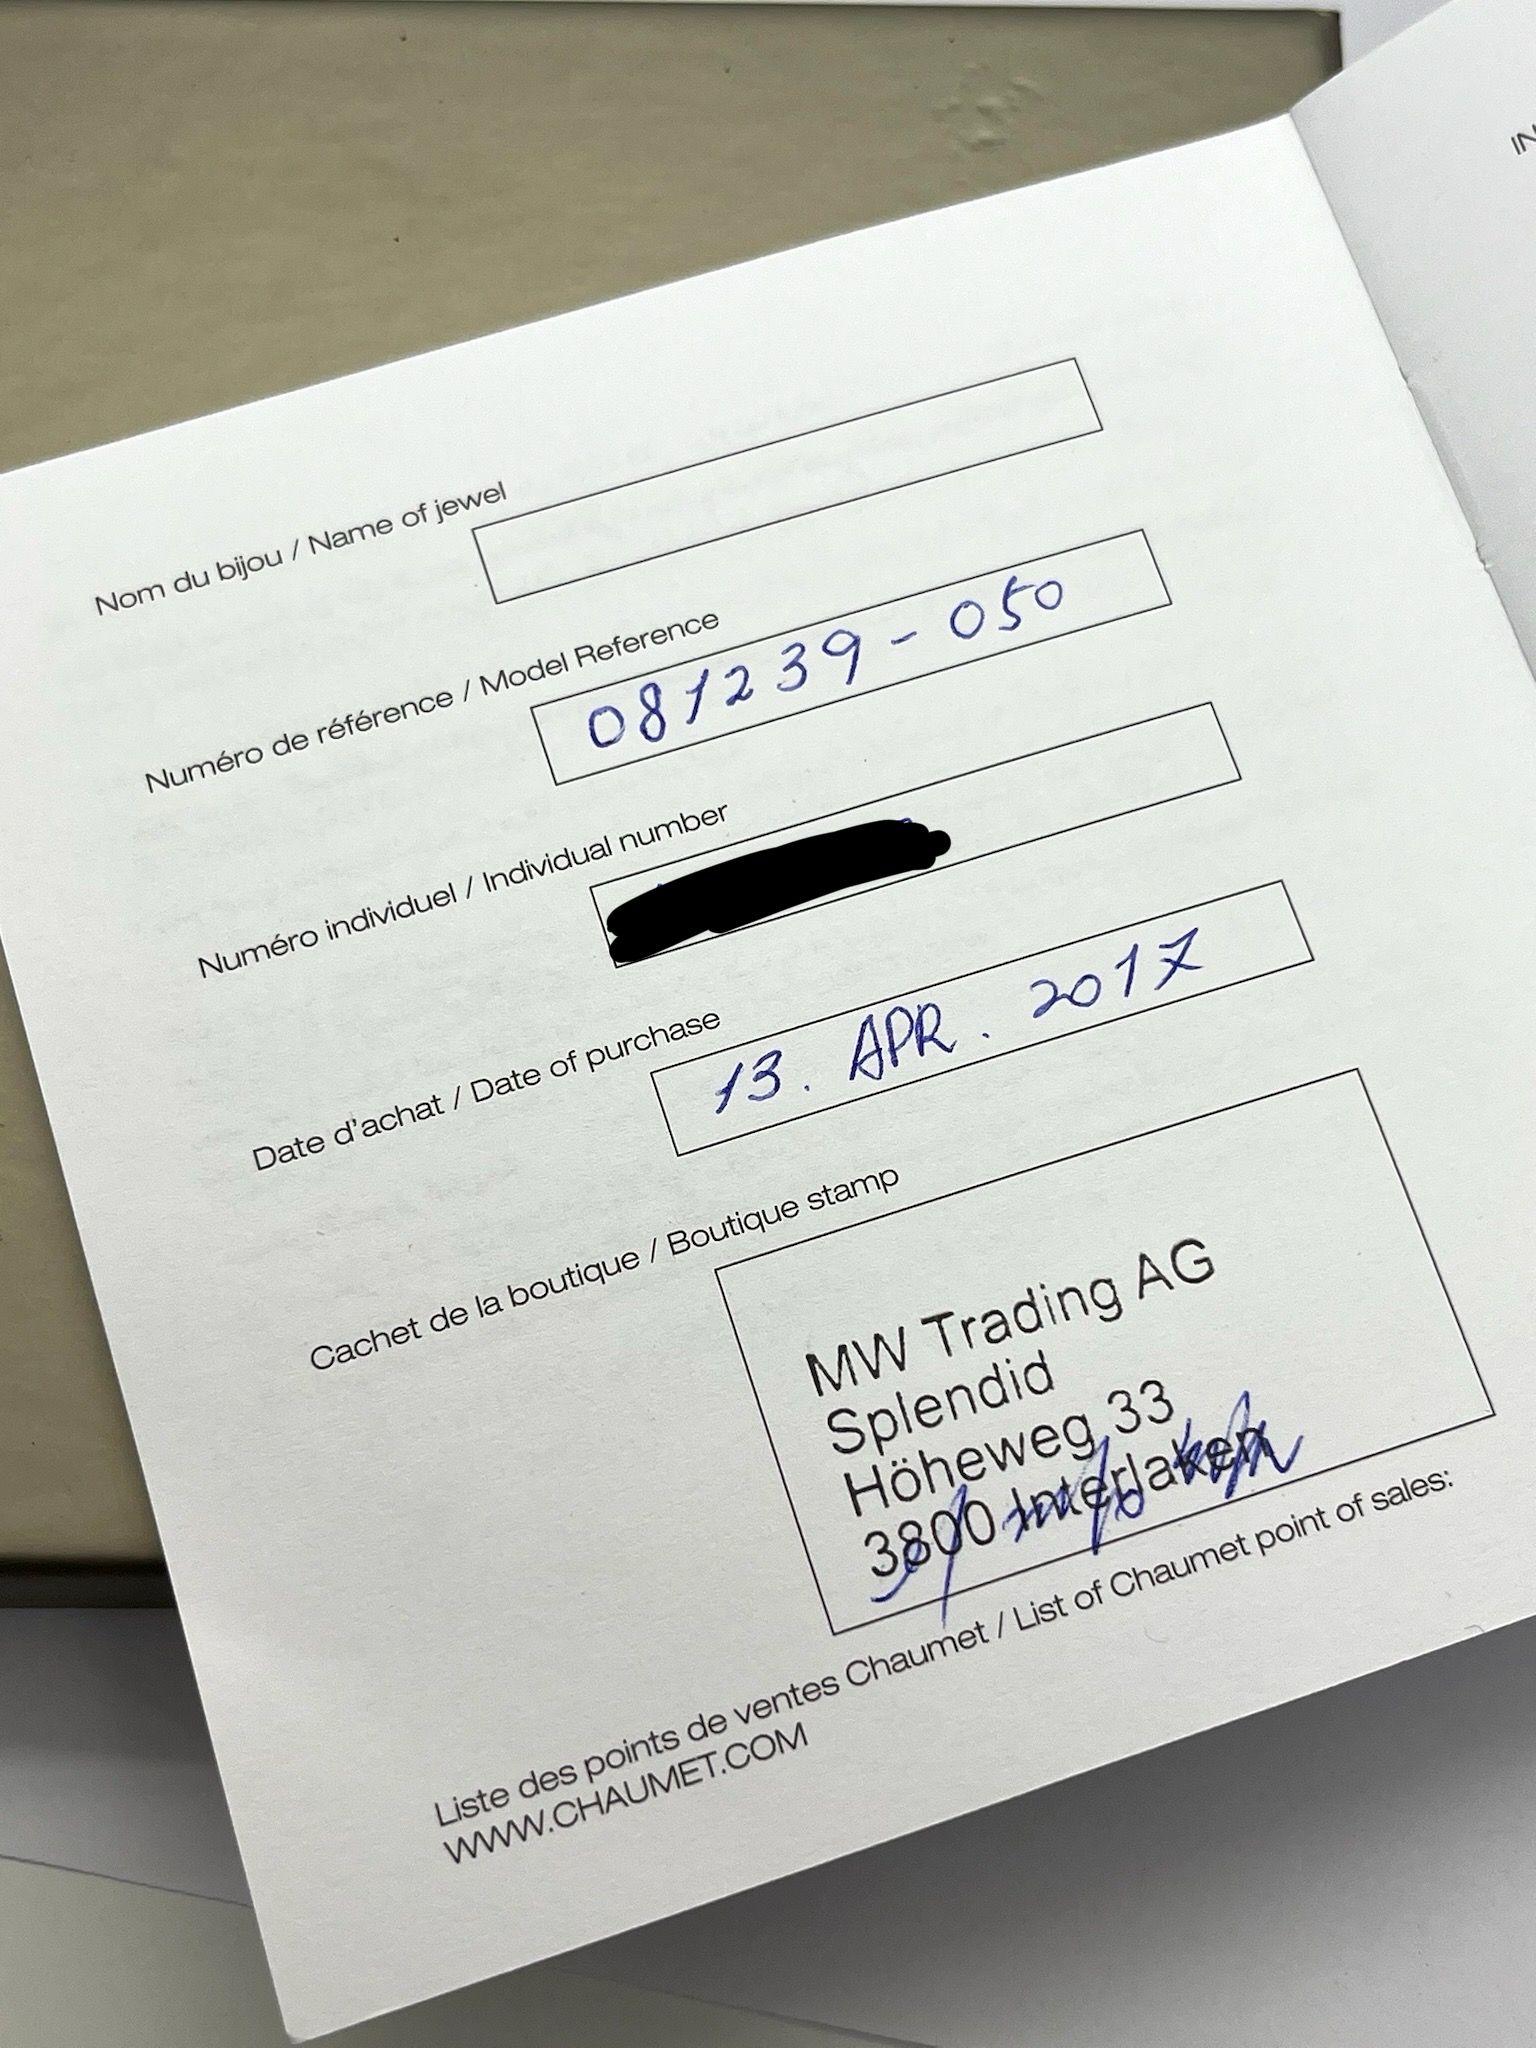 IN
Nom du bijou / Name of jewel
Numéro de référence / Model Reference
081239-050
Numéro individuel / Individual number
Date d'achat / Date of purchase
13. APR. 2017
Cachet de la boutique / Boutique stamp
MW Trading AG
Splendid
Höheweg 33
3800 Interlaken
Liste des points de ventes Chaumet / List of Chaumet point of sales:
WWW.CHAUMET.COM